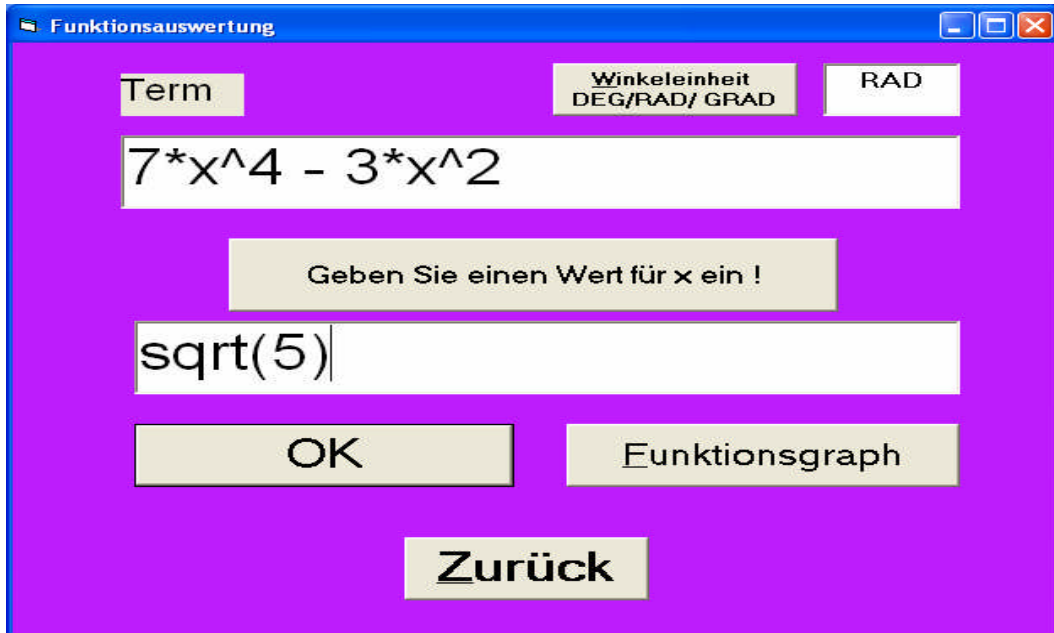 Funktionsauswertung
Term
Winkeleinheit
DEG/RAD/ GRAD
RAD
7*x^4 - 3*x^2
Geben Sie einen Wert für x ein !
sqrt(5)
OK
Funktionsgraph
Zurück